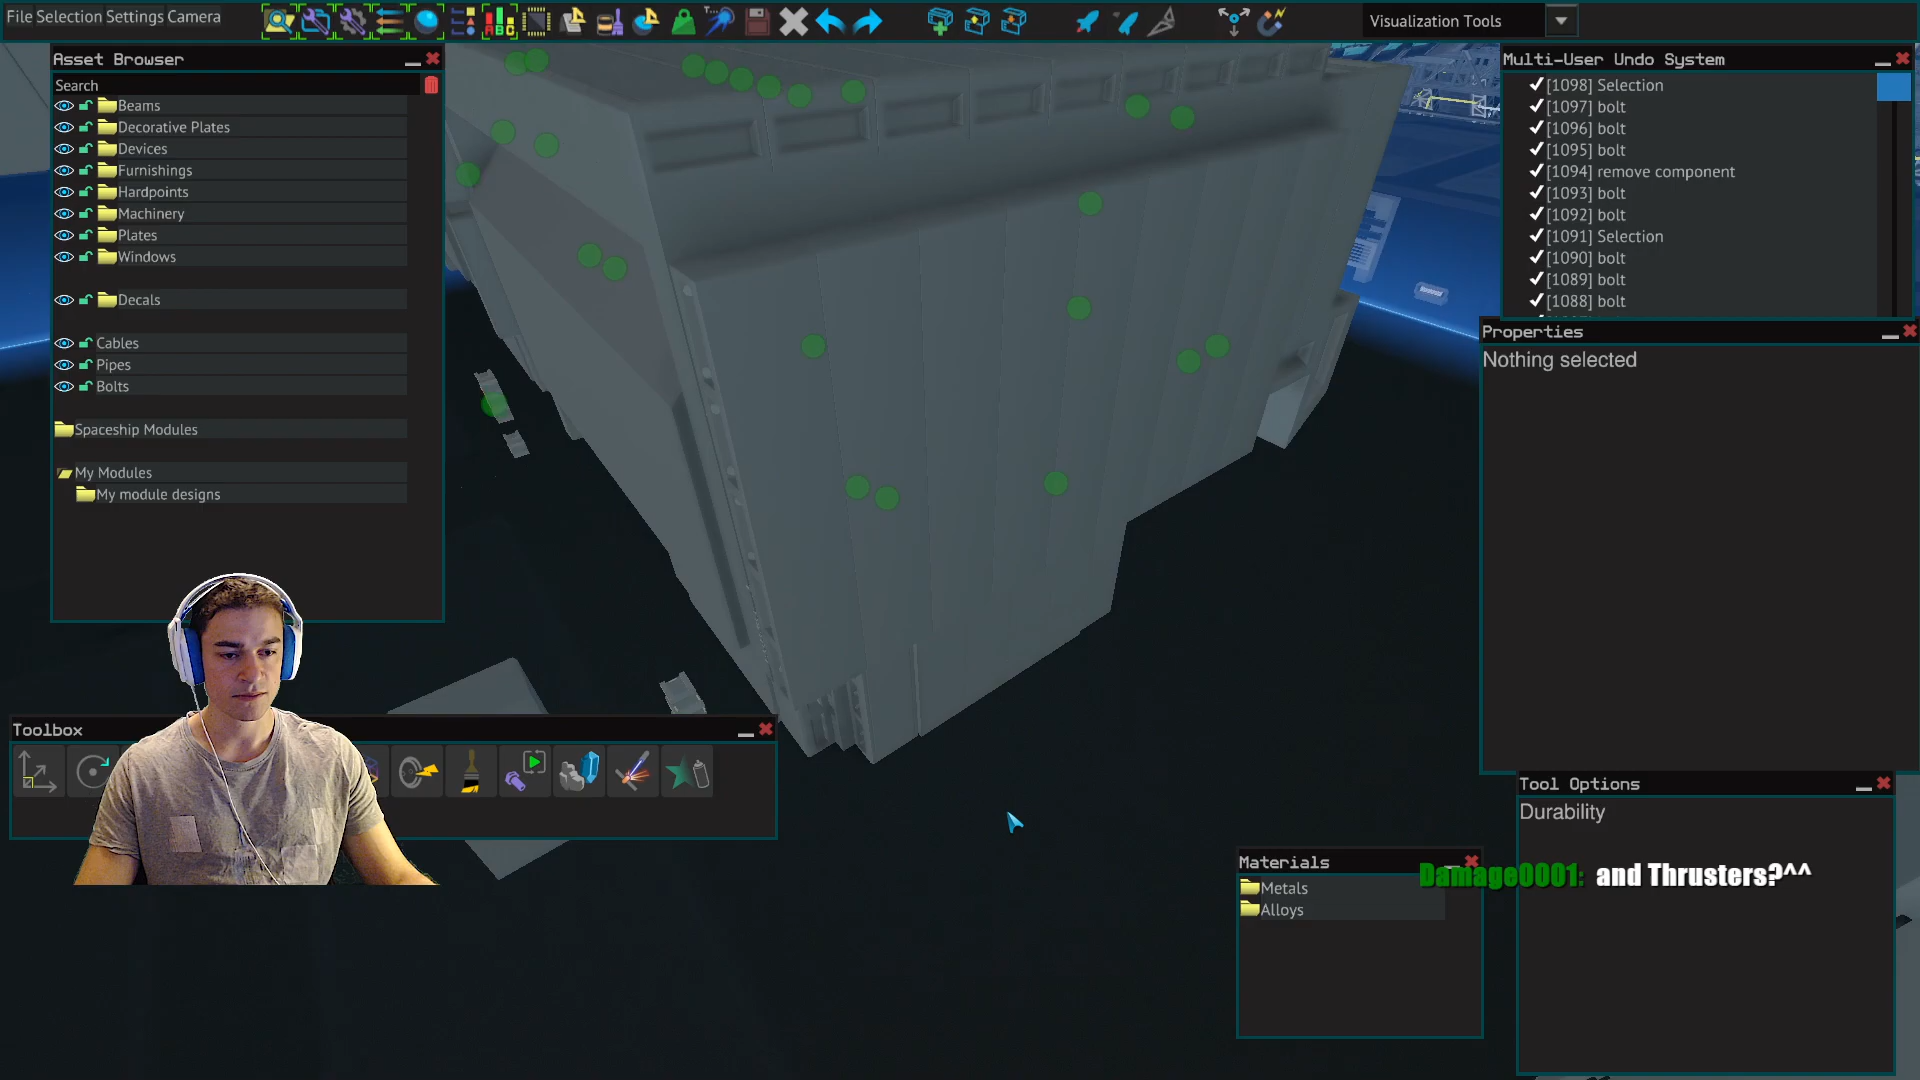 File Selection Settings Camera
ABC
Visualization Tools
Asset Browser
Search
Beams
Decorative Plates
Devices
Furnishings
Hardpoints
Machinery
Plates
Windows
Decals
Cables
Pipes
Bolts
Spaceship Modules
My Modules
My module designs
Multi-User Undo System
[1098] Selection
[1097] bolt
[1096] bolt
[1095] bolt
[1094] remove component
[1093] bolt
[1092] bolt
[1091] Selection
[1090] bolt
[1089] bolt
[1088] bolt
Properties
Nothing selected
Toolbox
Tool Options
Durability
Materials
Metals
Alloys
Damage0001: and Thrusters?^^